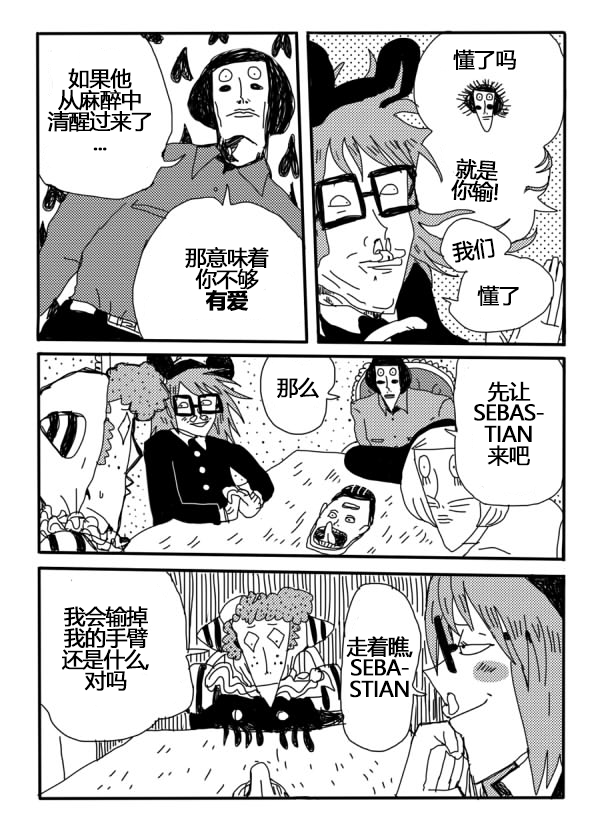 如果他
从麻醉中
清醒过来了
...
那意味着
你不够
有爱
懂了吗
就是
你输!
我们
懂了
那么
先让
SEBAS-
TIAN
来吧
我会输掉
我的手臂
还是什么,
对吗
走着瞧,
SEBA-
STIAN